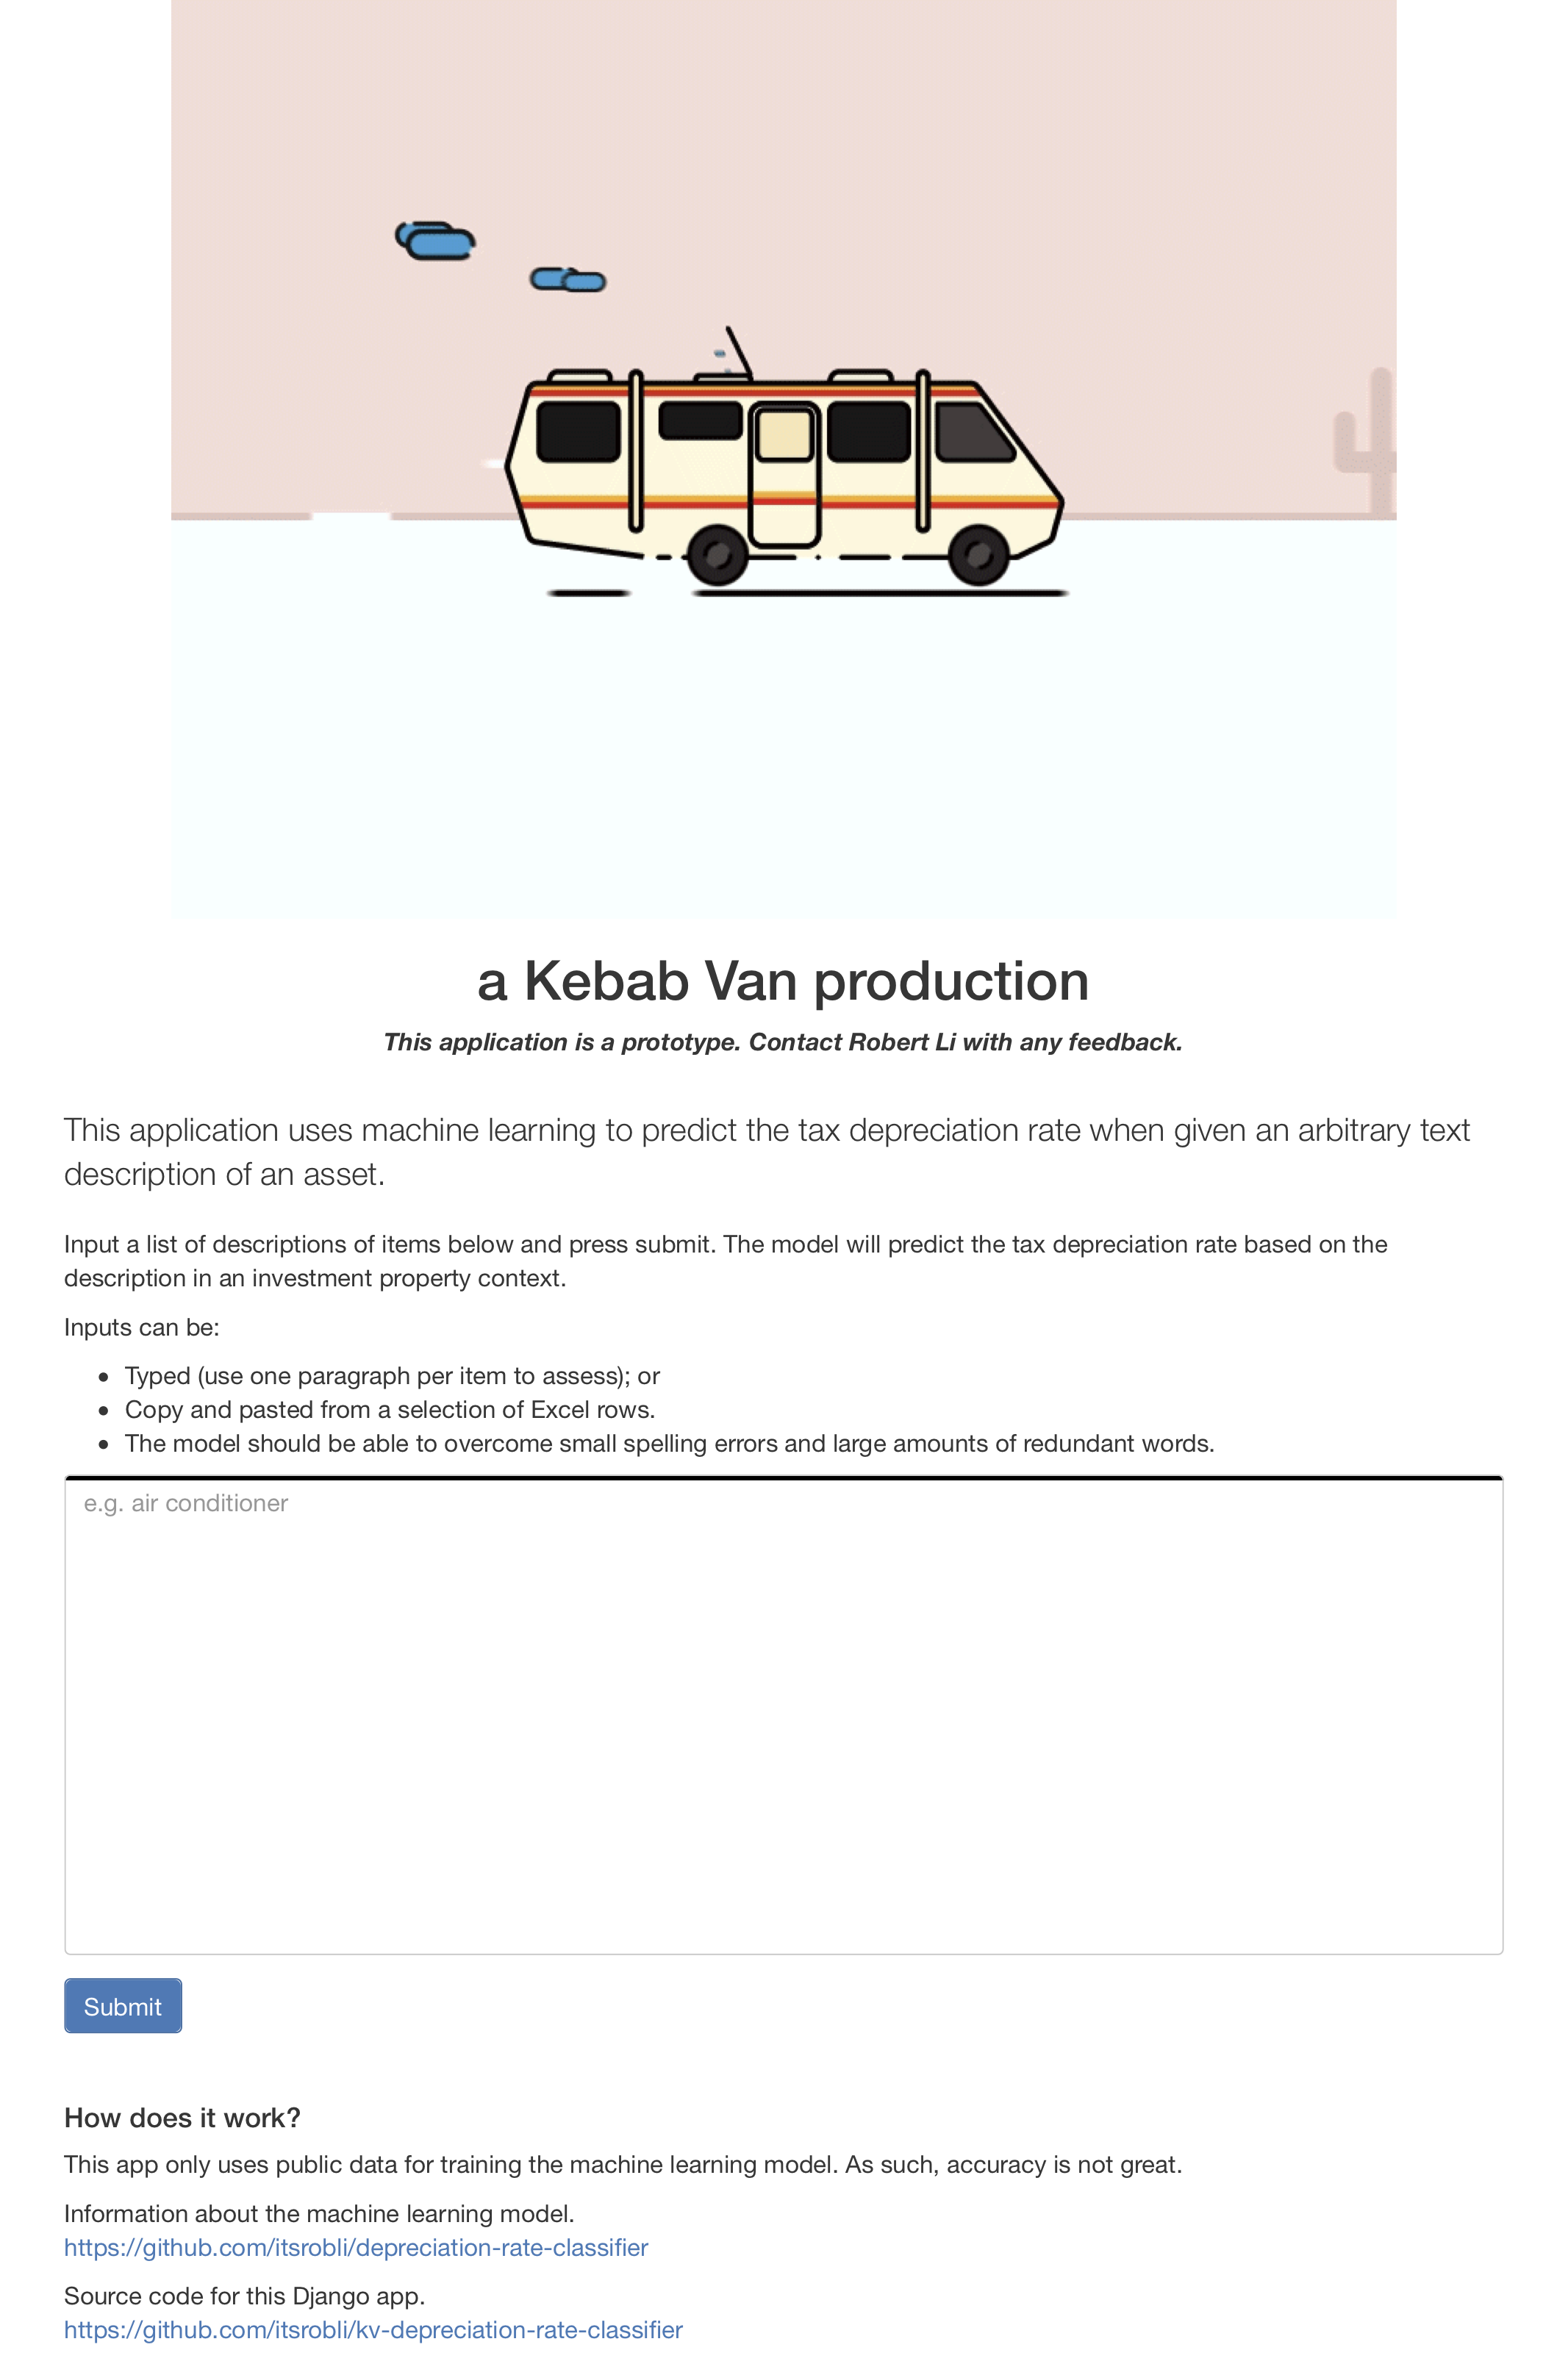 a Kebab Van production
This application is a prototype. Contact Robert Li with any feedback.
This application uses machine learning to predict the tax depreciation rate when given an arbitrary text
description of an asset.
Input a list of descriptions of items below and press submit. The model will predict the tax depreciation rate based on the
description in an investment property context.
Inputs can be:
Typed (use one paragraph per item to assess); or
Copy and pasted from a selection of Excel rows.
The model should be able to overcome small spelling errors and large amounts of redundant words.
e.g. air conditioner
Submit
How does it work?
This app only uses public data for training the machine learning model. As such, accuracy is not great.
Information about the machine learning model.
https://github.com/itsrobli/depreciation-rate-classifier
Source code for this Django app.
https://github.com/itsrobli/kv-depreciation-rate-classifier